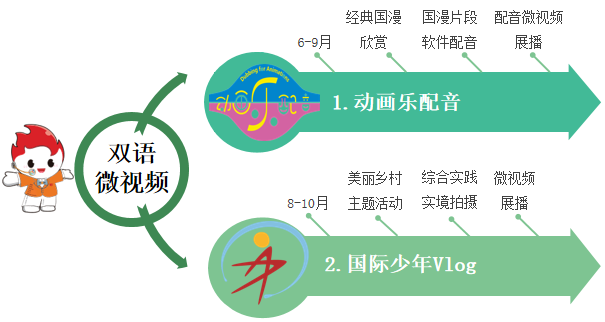 双语
微视频
6-9月
经典国漫
欣赏
国漫片段
软件配音
配音微视频
展播
Dubbing for Animations
1.动画乐配音
8-10月
美丽乡村
主题活动
综合实践
实境拍摄
微视频
展播
2.国际少年Vlog